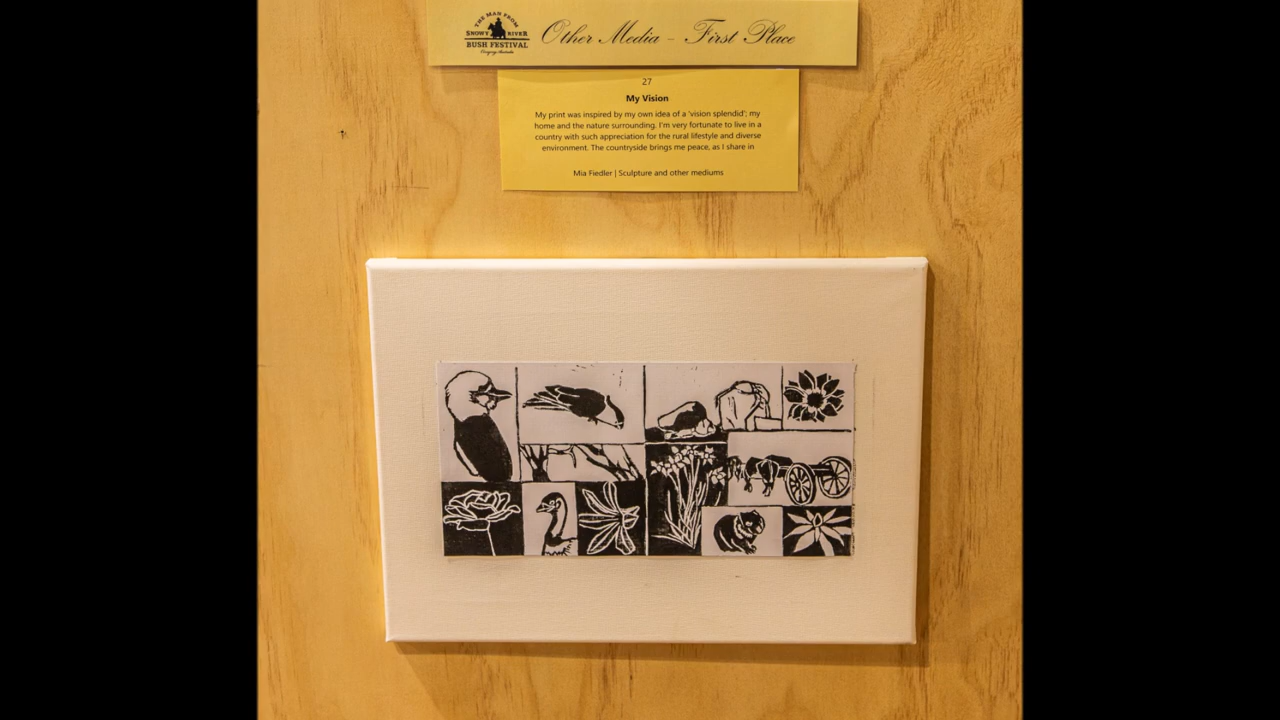 THE MAN FROM
SNOWY RIVER
BUSH FESTIVAL
Corryong Australia
Other Media - First Place
27
My Vision
My print was inspired by my own idea of a 'vision splendid'; my
home and the nature surrounding. I'm very fortunate to live in a
country with such appreciation for the rural lifestyle and diverse
environment. The countryside brings me peace, as I share in
Mia Fiedler | Sculpture and other mediums